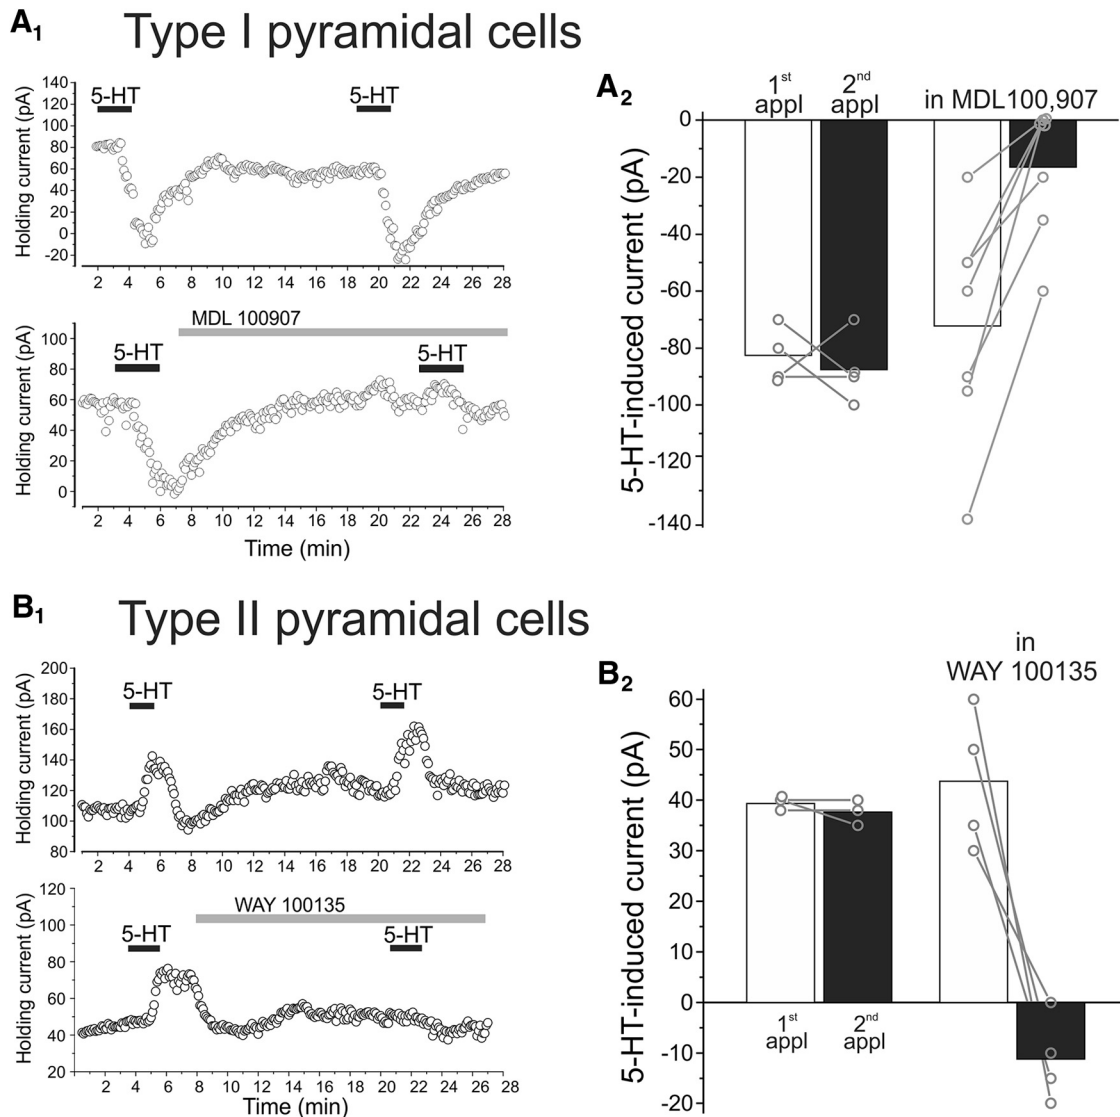 A1
Type I pyramidal cells
140
120
100
80
60
40
20
0
-20
Holding current (pA)
5-HT
5-HT
2 4 6 8 10 12 14 16 18 20 22 24 26 28
100
80
60
40
20
0
Holding current (pA)
MDL 100907
5-HT
5-HT
2 4 6 8 10 12 14 16 18 20 22 24 26 28
Time (min)
A2
1st appl
2nd appl
in MDL100,907
0
-20
-40
-60
-80
-100
-120
-140
5-HT-induced current (pA)
B1
Type II pyramidal cells
200
180
160
140
120
100
80
Holding current (pA)
5-HT
5-HT
2 4 6 8 10 12 14 16 18 20 22 24 26 28
120
100
80
60
40
20
Holding current (pA)
WAY 100135
5-HT
5-HT
2 4 6 8 10 12 14 16 18 20 22 24 26 28
Time (min)
B2
in
WAY 100135
60
50
40
30
20
10
0
-10
-20
5-HT-induced current (pA)
1st appl
2nd appl